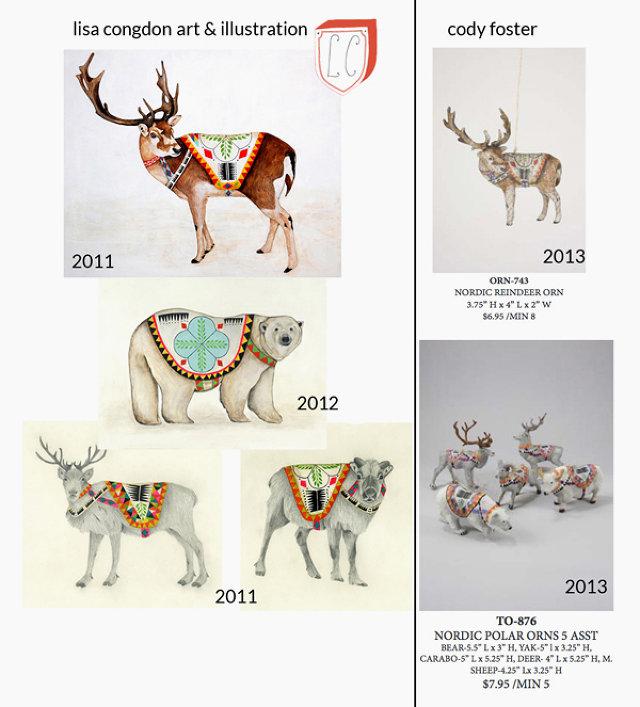 lisa congdon art & illustration
LC
2011
2012
2011
cody foster
2013
ORN-743
NORDIC REINDEER ORN
3.75" H x 4" L x 2" W
$6.95 /MIN 8
2013
TO-876
NORDIC POLAR ORNS 5 ASST
BEAR-5.5" L x 3" H, YAK-5" l x 3.25" H,
CARABO-5" L x 5.25" H, DEER- 4" L x 5.25" H, M.
SHEEP-4.25" Lx 3.25" H
$7.95 /MIN 5